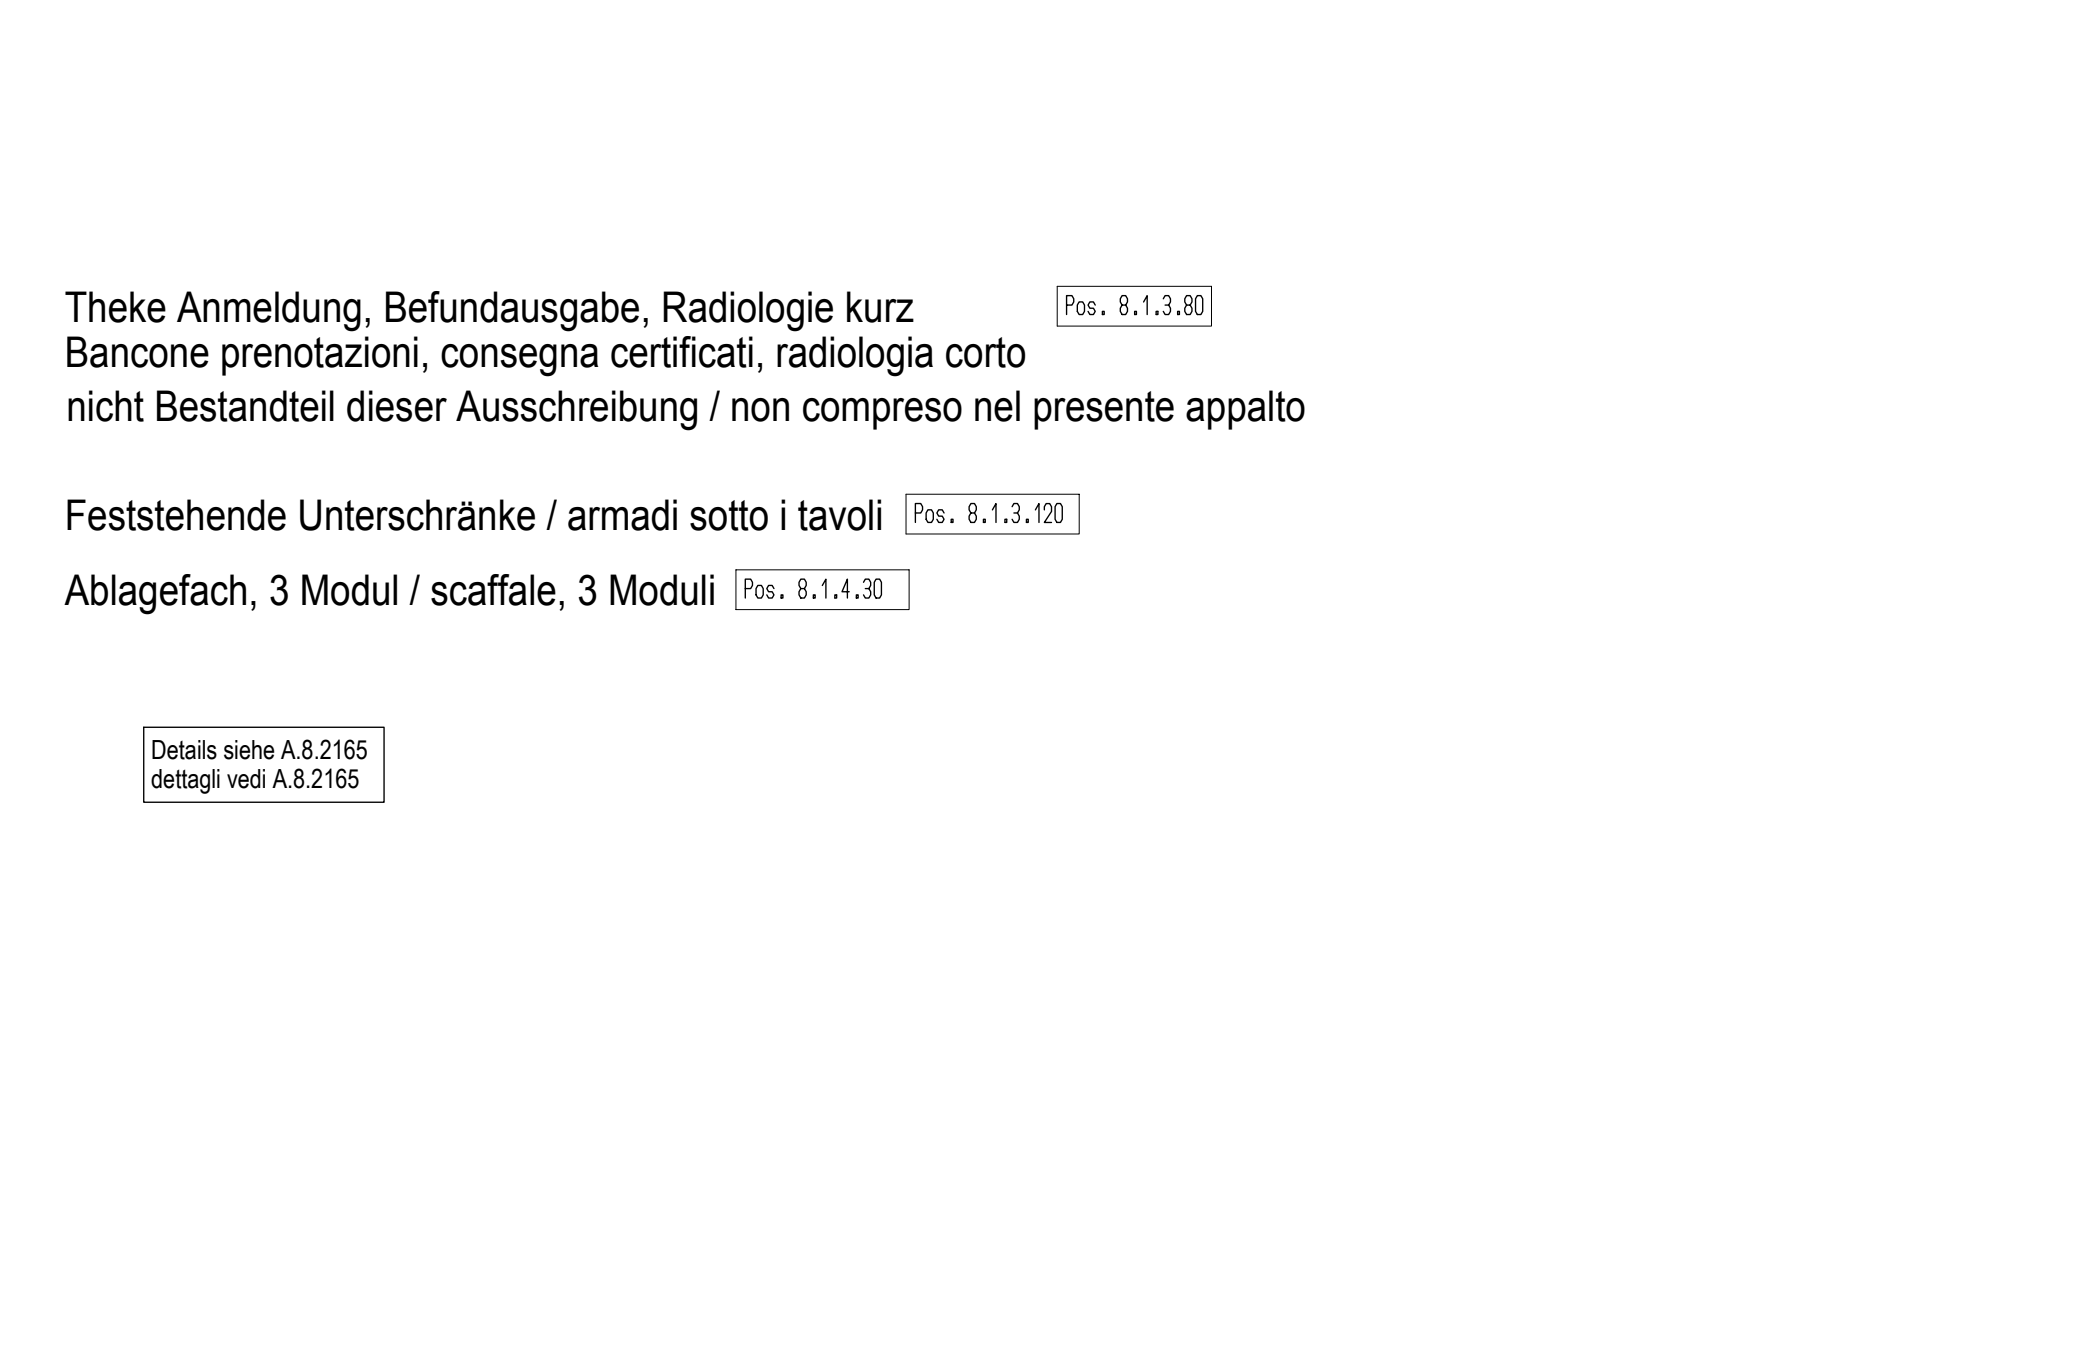 Theke Anmeldung, Befundausgabe, Radiologie kurz Pos. 8.1.3.80
Bancone prenotazioni, consegna certificati, radiologia corto
nicht Bestandteil dieser Ausschreibung / non compreso nel presente appalto
Feststehende Unterschränke / armadi sotto i tavoli Pos. 8.1.3.120
Ablagefach, 3 Modul / scaffale, 3 Moduli Pos. 8.1.4.30
Details siehe A.8.2165
dettagli vedi A.8.2165